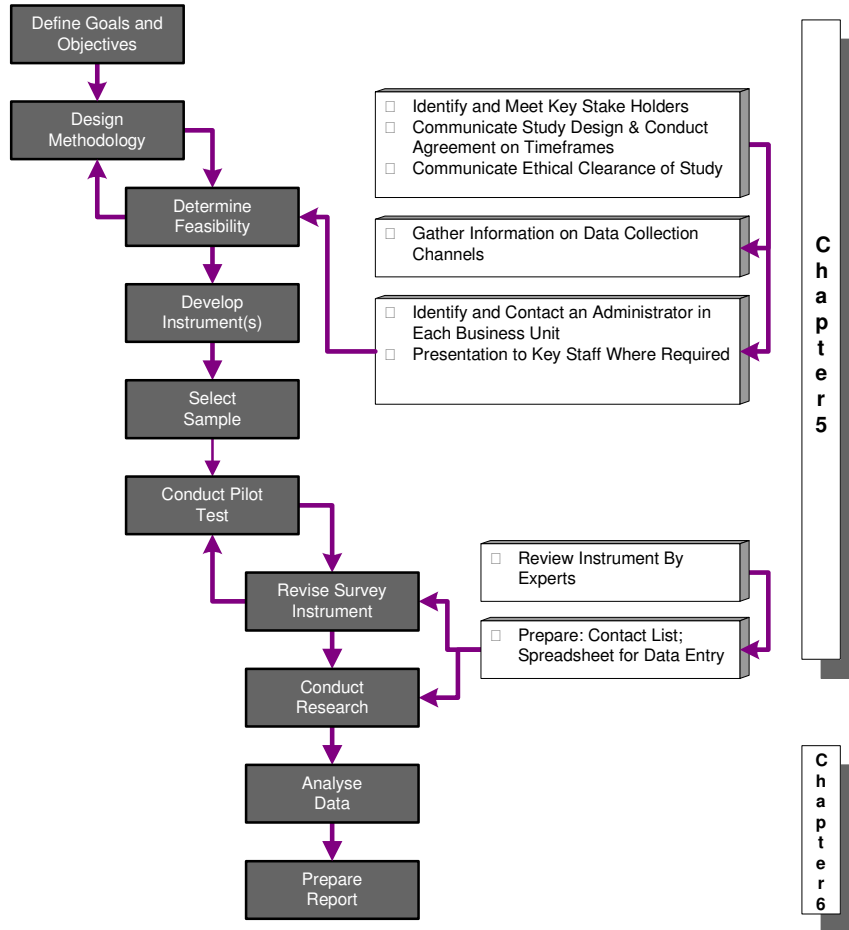 Define Goals and
Objectives
Design
Methodology
Determine
Feasibility
Develop
Instrument(s)
Select
Sample
Conduct Pilot
Test
Revise Survey
Instrument
Conduct
Research
Analyse
Data
Prepare
Report
Identify and Meet Key Stake Holders
Communicate Study Design & Conduct
Agreement on Timeframes
Communicate Ethical Clearance of Study
Gather Information on Data Collection
Channels
Identify and Contact an Administrator in
Each Business Unit
Presentation to Key Staff Where Required
Review Instrument By
Experts
Prepare: Contact List;
Spreadsheet for Data Entry
Chapter 5
Chapter 6